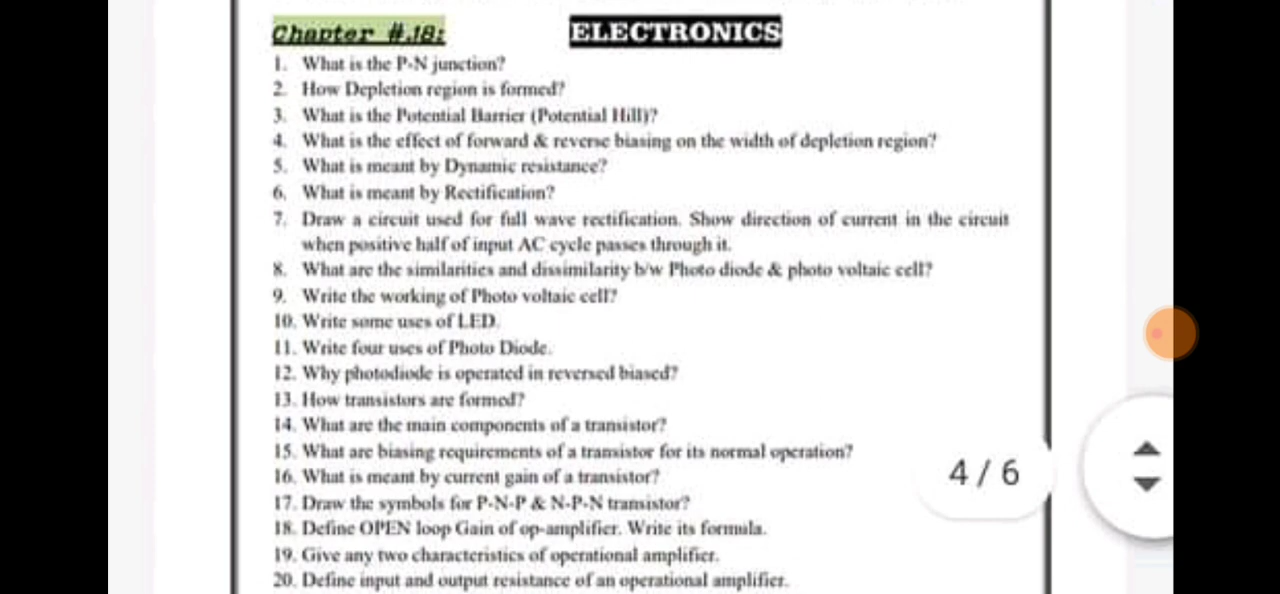 Chapter #.18: ELECTRONICS
1. What is the P-N junction?
2. How Depletion region is formed?
3. What is the Potential Barrier (Potential Hill)?
4. What is the effect of forward & reverse biasing on the width of depletion region?
5. What is meant by Dynamic resistance?
6. What is meant by Rectification?
7. Draw a circuit used for full wave rectification. Show direction of current in the circuit
when positive half of input AC cycle passes through it.
8. What are the similarities and dissimilarity b/w Photo diode & photo voltaic cell?
9. Write the working of Photo voltaic cell?
10. Write some uses of LED.
11. Write four uses of Photo Diode.
12. Why photodiode is operated in reversed biased?
13. How transistors are formed?
14. What are the main components of a transistor?
15. What are biasing requirements of a transistor for its normal operation?
16. What is meant by current gain of a transistor?
17. Draw the symbols for P-N-P & N-P-N transistor?
18. Define OPEN loop Gain of op-amplifier. Write its formula.
19. Give any two characteristics of operational amplifier.
20. Define input and output resistance of an operational amplifier.
4 / 6